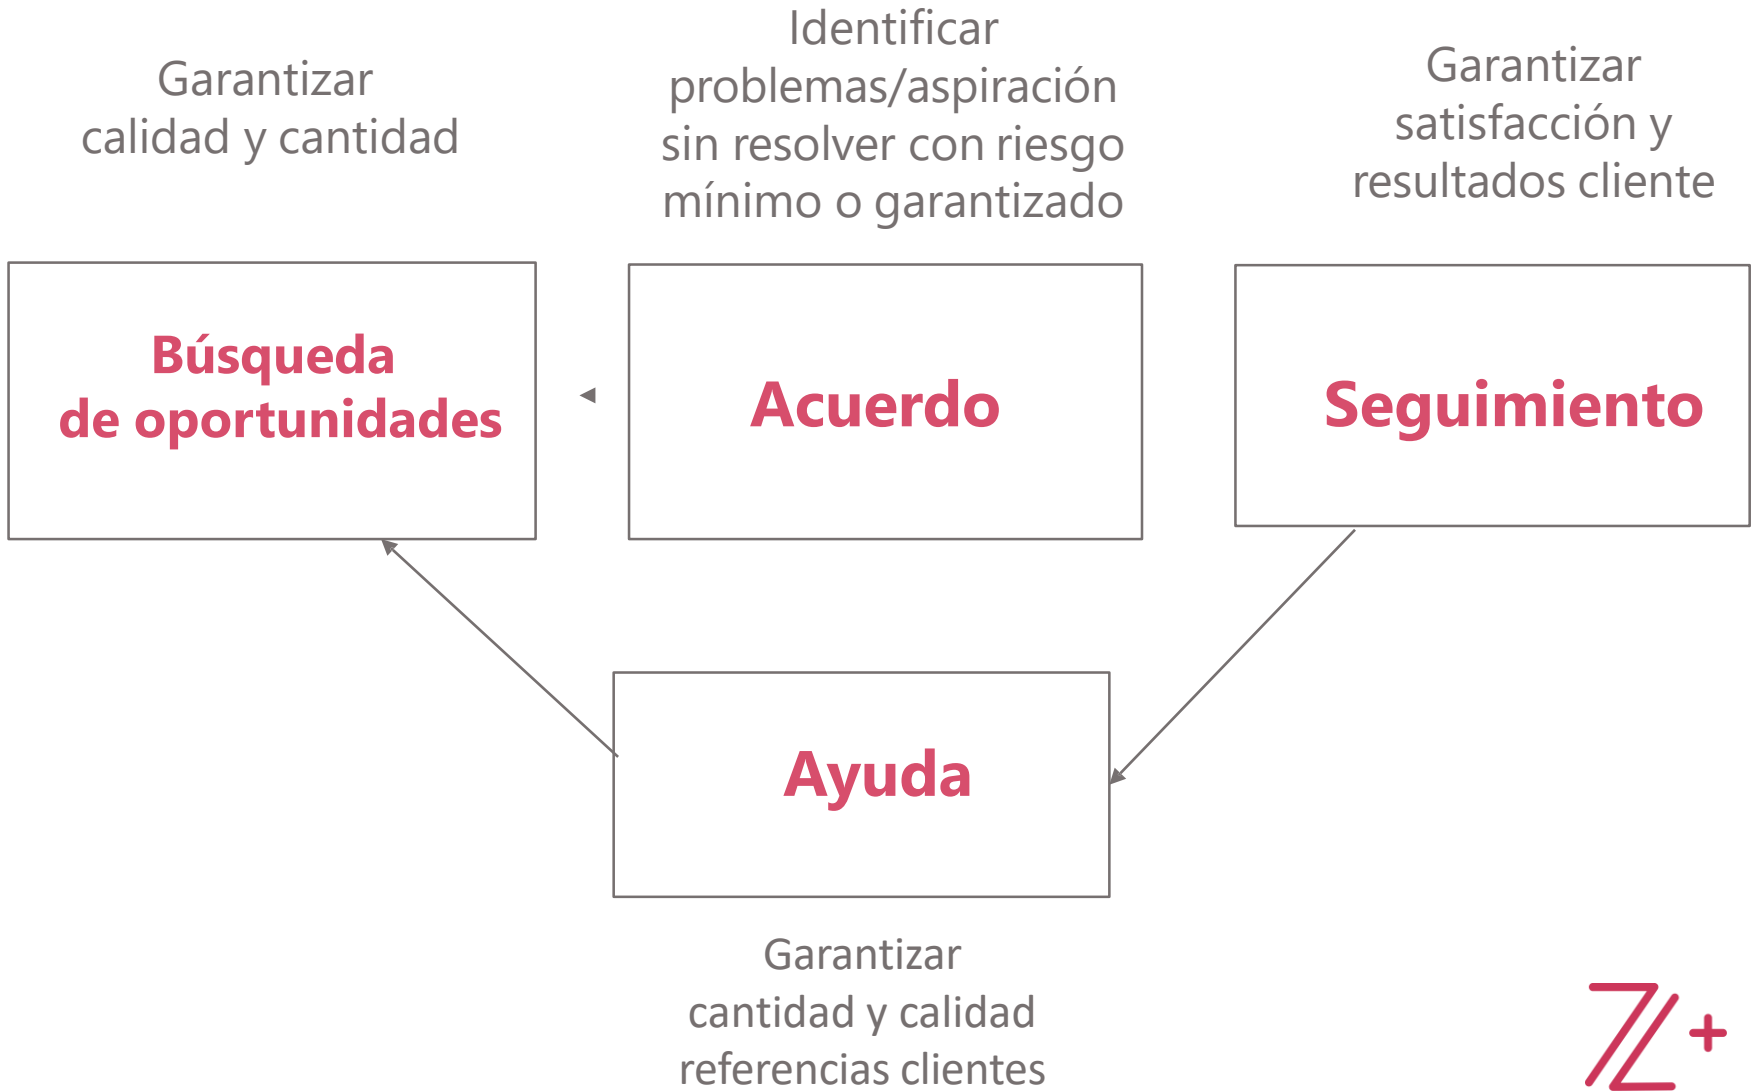 Garantizar
calidad y cantidad
Identificar
problemas/aspiración
sin resolver con riesgo
mínimo o garantizado
Garantizar
satisfacción y
resultados cliente
Búsqueda
de oportunidades
Acuerdo
Seguimiento
Ayuda
Garantizar
cantidad y calidad
referencias clientes